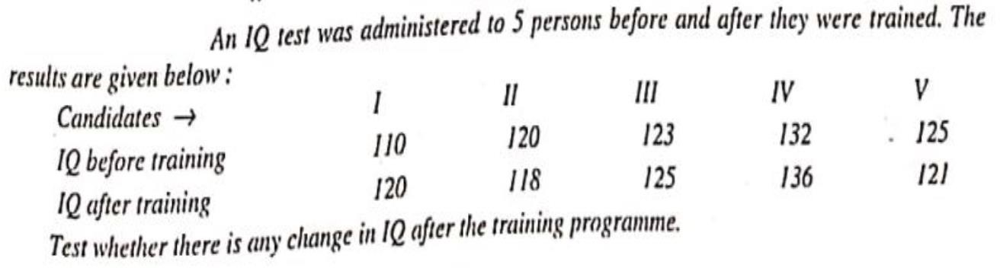 An IQ test was administered to 5 persons before and after they were trained. The
results are given below :
Candidates → I II III IV V
IQ before training 110 120 123 132 125
IQ after training 120 118 125 136 121
Test whether there is any change in IQ after the training programme.